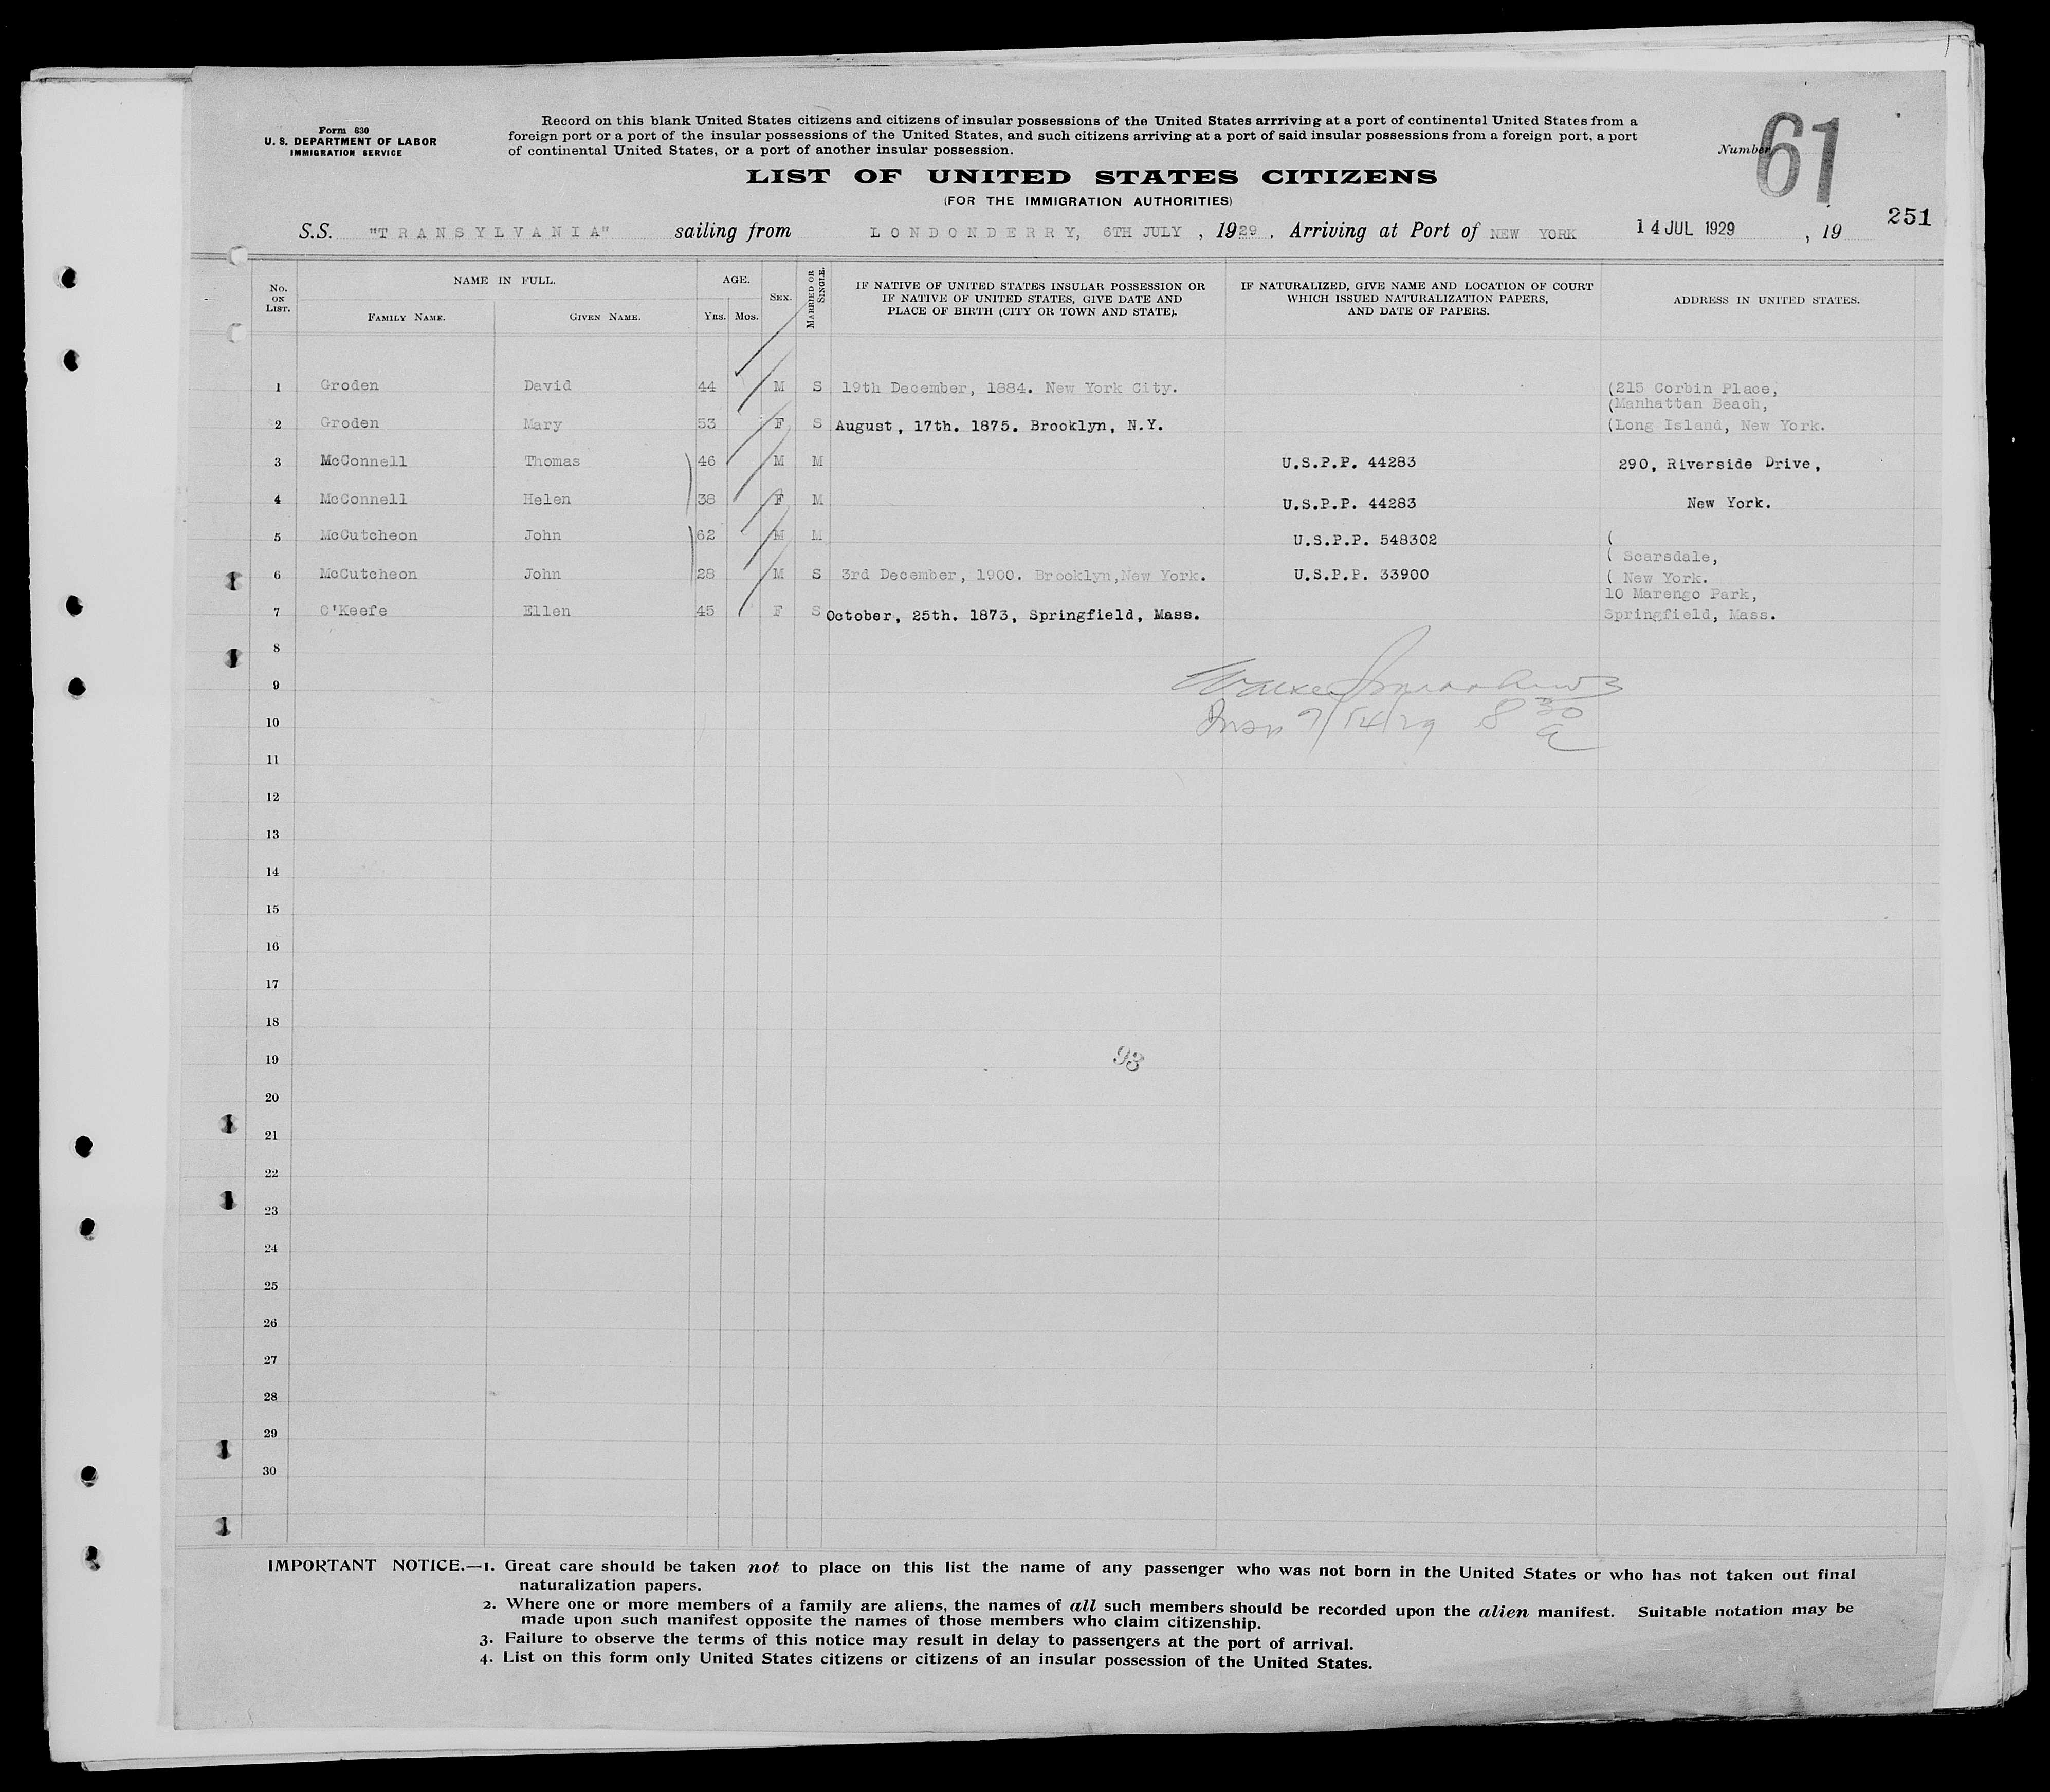 Form 630
U. S. DEPARTMENT OF LABOR
IMMIGRATION SERVICE
Record on this blank United States citizens and citizens of insular possessions of the United States arrriving at a port of continental United States from a
foreign port or a port of the insular possessions of the United States, and such citizens arriving at a port of said insular possessions from a foreign port, a port
of continental United States, or a port of another insular possession.
Number 61
LIST OF UNITED STATES CITIZENS
(FOR THE IMMIGRATION AUTHORITIES)
251
S.S. "TRANSYLVANIA" sailing from LONDONDERRY, 6TH JULY, 1929, Arriving at Port of NEW YORK 14 JUL 1929, 19
No. ON LIST. NAME IN FULL. FAMILY NAME. GIVEN NAME. AGE. YRS. MOS. SEX. MARRIED OR SINGLE. IF NATIVE OF UNITED STATES INSULAR POSSESSION OR IF NATIVE OF UNITED STATES, GIVE DATE AND PLACE OF BIRTH (CITY OR TOWN AND STATE). IF NATURALIZED, GIVE NAME AND LOCATION OF COURT WHICH ISSUED NATURALIZATION PAPERS, AND DATE OF PAPERS. ADDRESS IN UNITED STATES.
1 Groden David 44 M S 19th December, 1884. New York City. (215 Corbin Place,
(Manhattan Beach,
2 Groden Mary 53 F S August, 17th. 1875. Brooklyn, N.Y. (Long Island, New York.
3 McConnell Thomas 46 M M U.S.P.P. 44283 290, Riverside Drive,
4 McConnell Helen 38 F M U.S.P.P. 44283 New York.
5 McCutcheon John 62 M M U.S.P.P. 548302 (
( Scarsdale,
6 McCutcheon John 28 M S 3rd December, 1900. Brooklyn, New York. U.S.P.P. 33900 ( New York.
10 Marengo Park,
7 O'Keefe Ellen 45 F S October, 25th. 1873, Springfield, Mass. Springfield, Mass.
8
9
10 7/14/29 8 30 a
11
12
13
14
15
16
17
18
19 93
20
21
22
23
24
25
26
27
28
29
30
IMPORTANT NOTICE.—1. Great care should be taken not to place on this list the name of any passenger who was not born in the United States or who has not taken out final
naturalization papers.
2. Where one or more members of a family are aliens, the names of all such members should be recorded upon the alien manifest. Suitable notation may be
made upon such manifest opposite the names of those members who claim citizenship.
3. Failure to observe the terms of this notice may result in delay to passengers at the port of arrival.
4. List on this form only United States citizens or citizens of an insular possession of the United States.